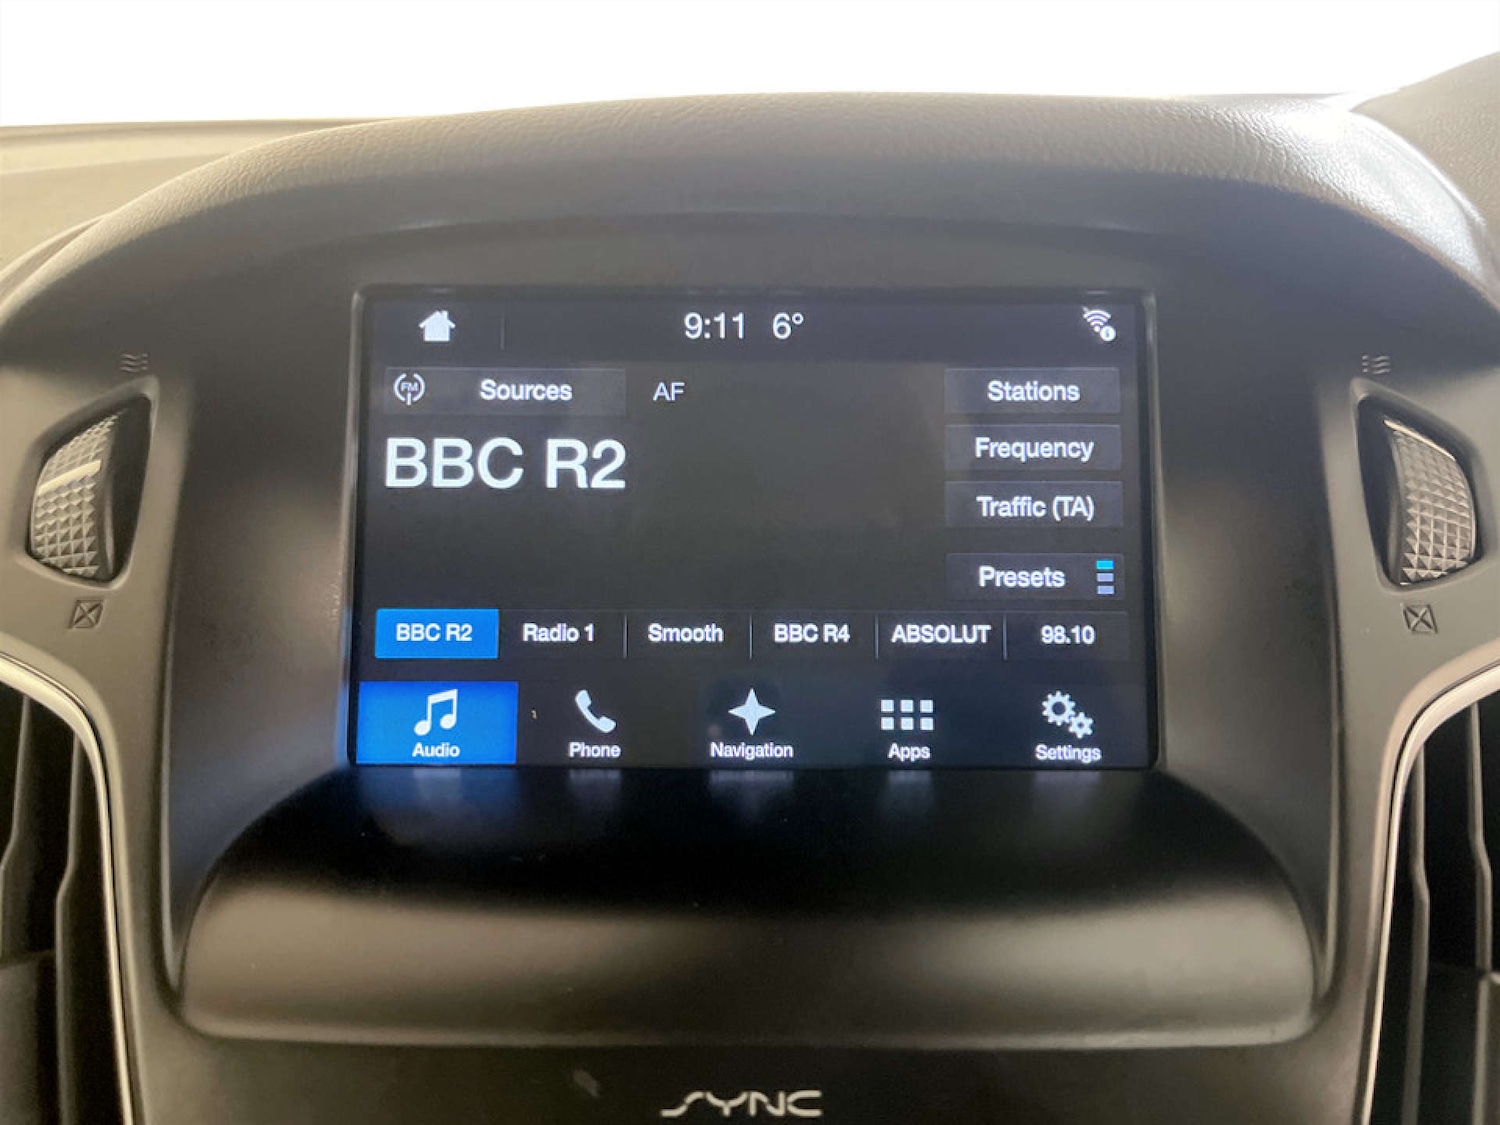 9:11 6°
FM Sources AF Stations
BBC R2
Frequency
Traffic (TA)
Presets
BBC R2 Radio 1 Smooth BBC R4 ABSOLUT 98.10
Audio Phone Navigation Apps Settings
SYNC